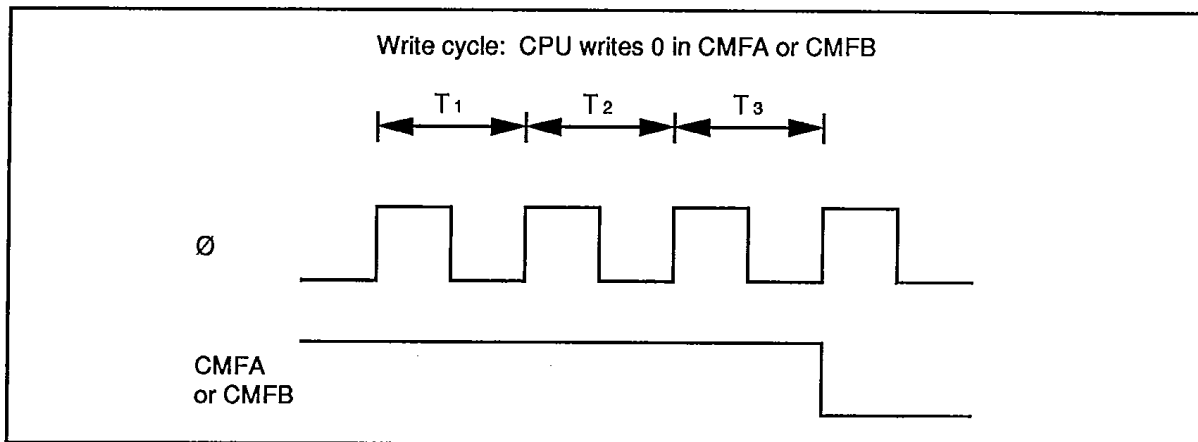 Write cycle: CPU writes 0 in CMFA or CMFB
T1 T2 T3
Ø
CMFA
or CMFB